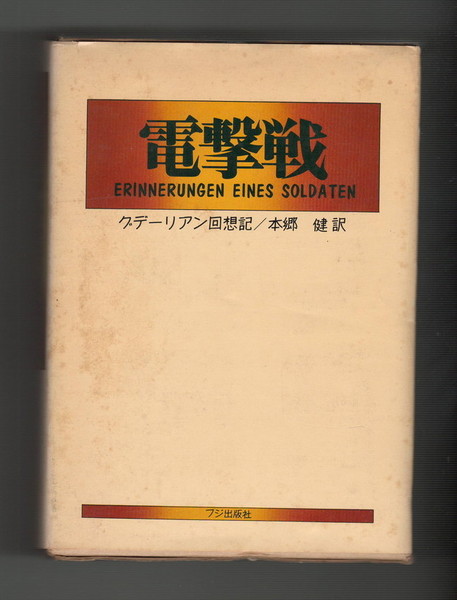 電撃戦
ERINNERUNGEN EINES SOLDATEN
グデーリアン回想記／本郷 健訳
フジ出版社